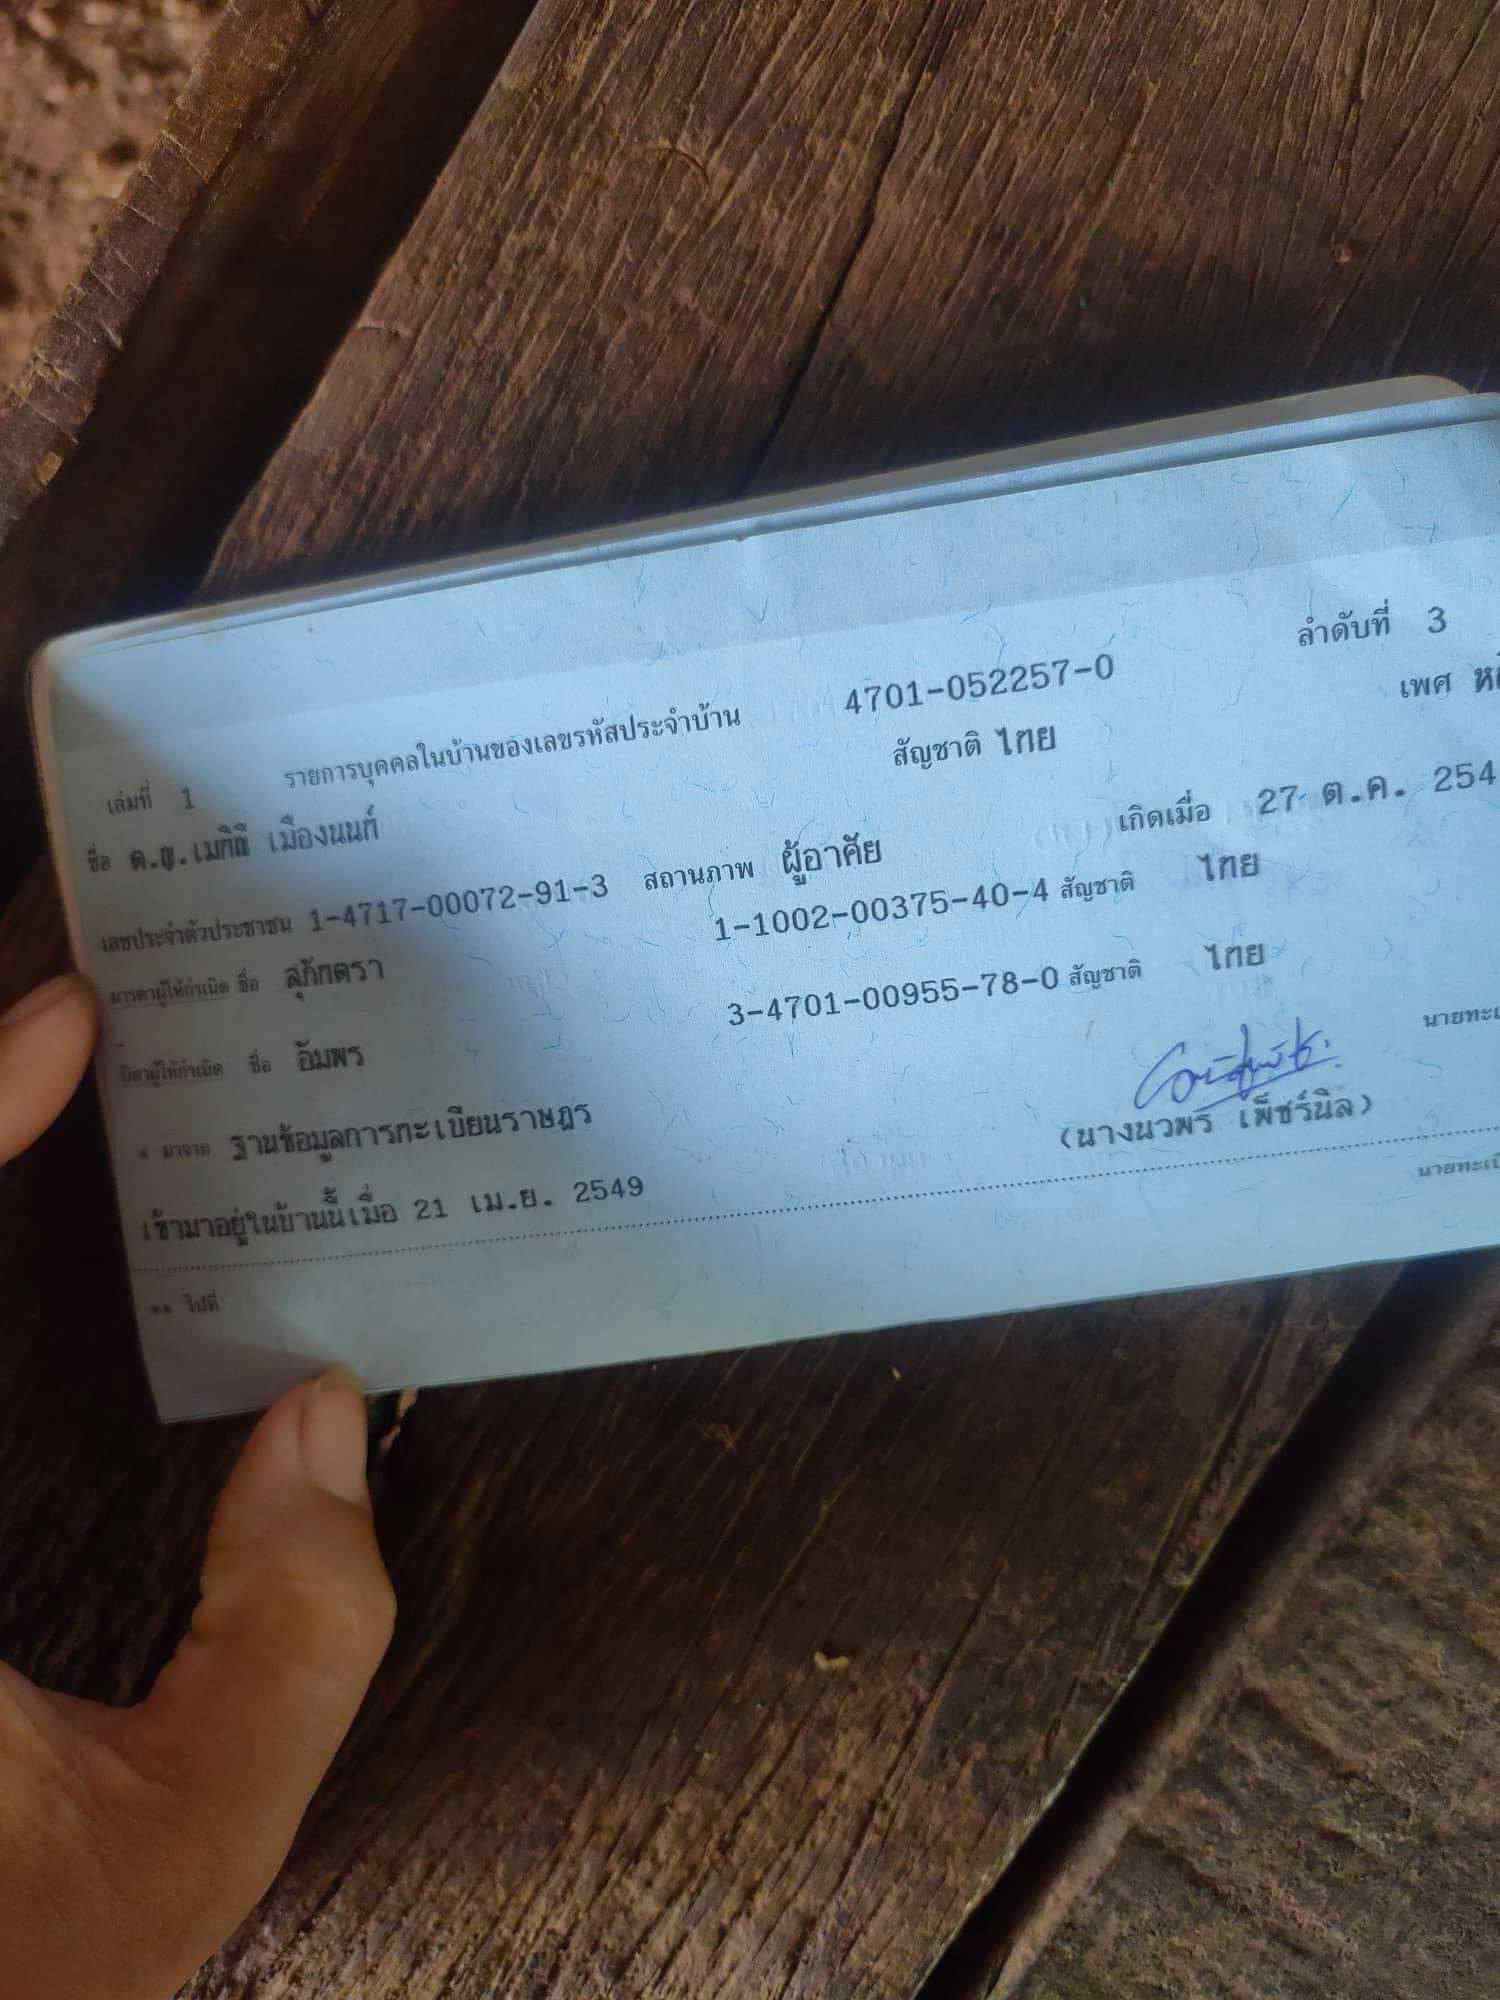 ลำดับที่ 3
เล่มที่ 1 รายการบุคคลในบ้านของเลขรหัสประจำบ้าน 4701-052257-0
ชื่อ ด.ญ. เมืองนนท์ สัญชาติ ไทย เพศ
เลขประจำตัวประชาชน 1-4717-00072-91-3 สถานภาพ ผู้อาศัย เกิดเมื่อ 27 ต.ค. 254
มารดาผู้ให้กำเนิด ชื่อ สุภัทตรา 1-1002-00375-40-4 สัญชาติ ไทย
บิดาผู้ให้กำเนิด ชื่อ อัมพร 3-4701-00955-78-0 สัญชาติ ไทย
* มาจาก ฐานข้อมูลการทะเบียนราษฎร นายทะเ
เข้ามาอยู่ในบ้านนี้เมื่อ 21 เม.ย. 2549 (นางนวพร เพ็ชร์นิล)
** ไปที่ นายทะเบี